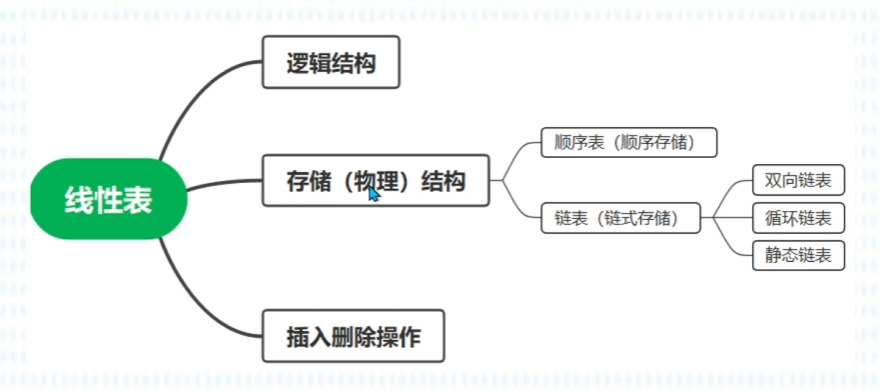 线性表
逻辑结构
存储（物理）结构
顺序表（顺序存储）
链表（链式存储）
双向链表
循环链表
静态链表
插入删除操作